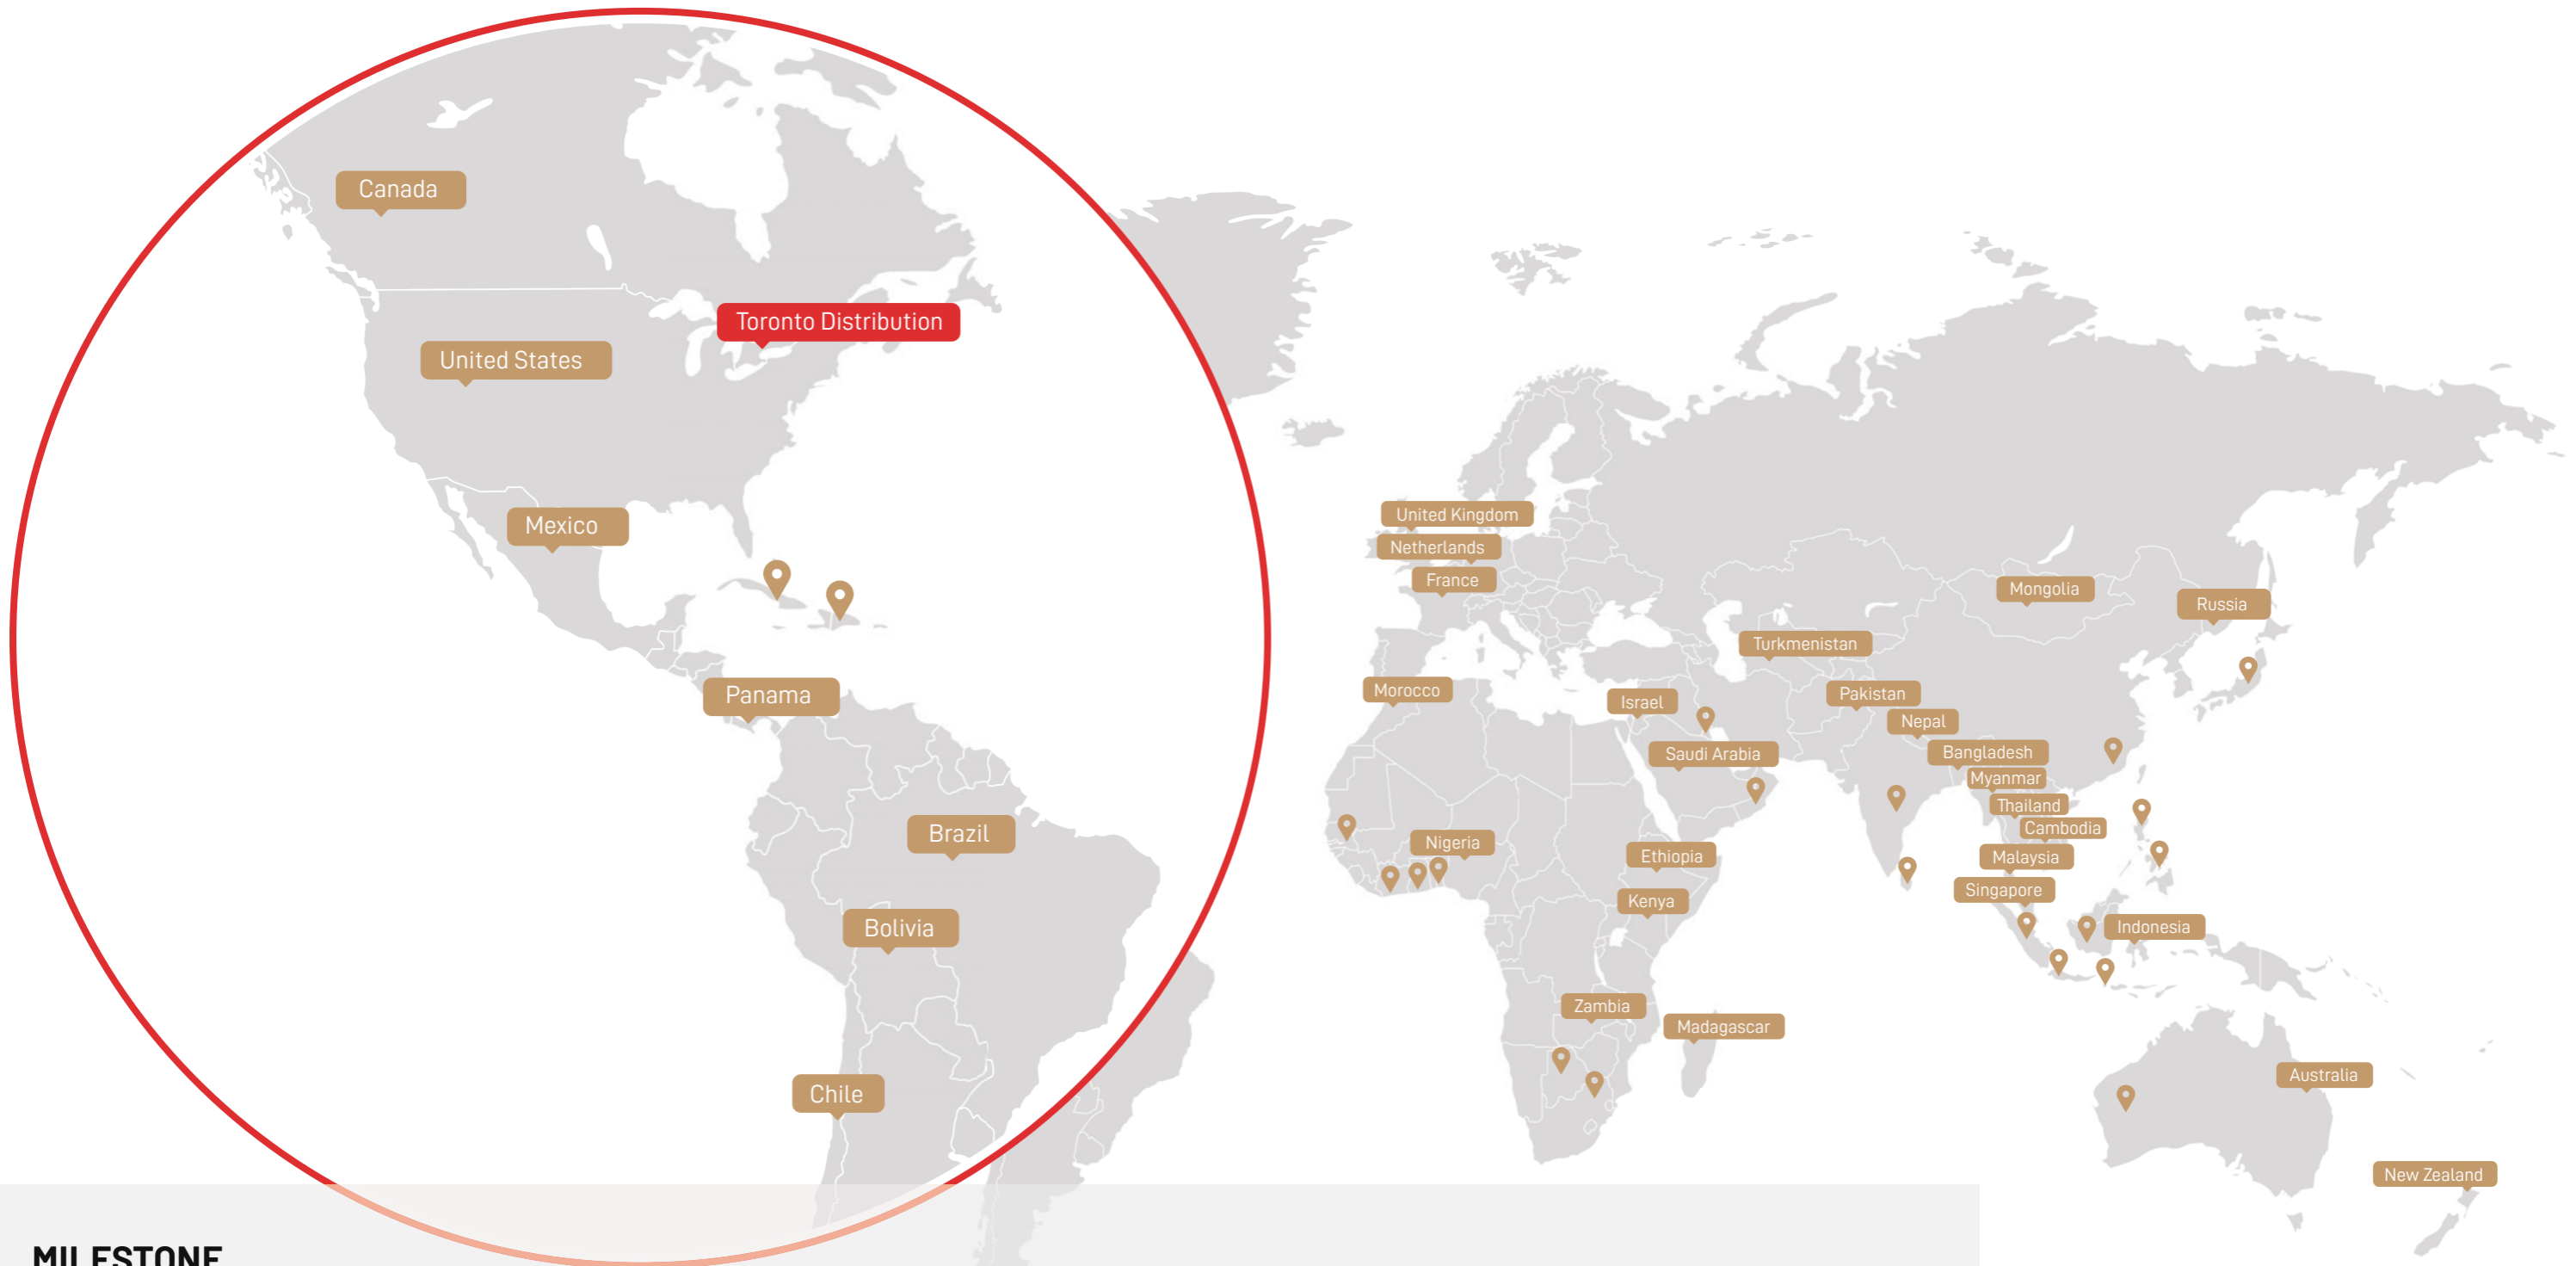 Canada
Toronto Distribution
United States
Mexico
Panama
Brazil
Bolivia
Chile
United Kingdom
Netherlands
France
Mongolia
Russia
Turkmenistan
Morocco
Israel
Pakistan
Nepal
Saudi Arabia
Bangladesh
Myanmar
Thailand
Cambodia
Nigeria
Ethiopia
Malaysia
Singapore
Kenya
Indonesia
Zambia
Madagascar
Australia
New Zealand
MILESTONE